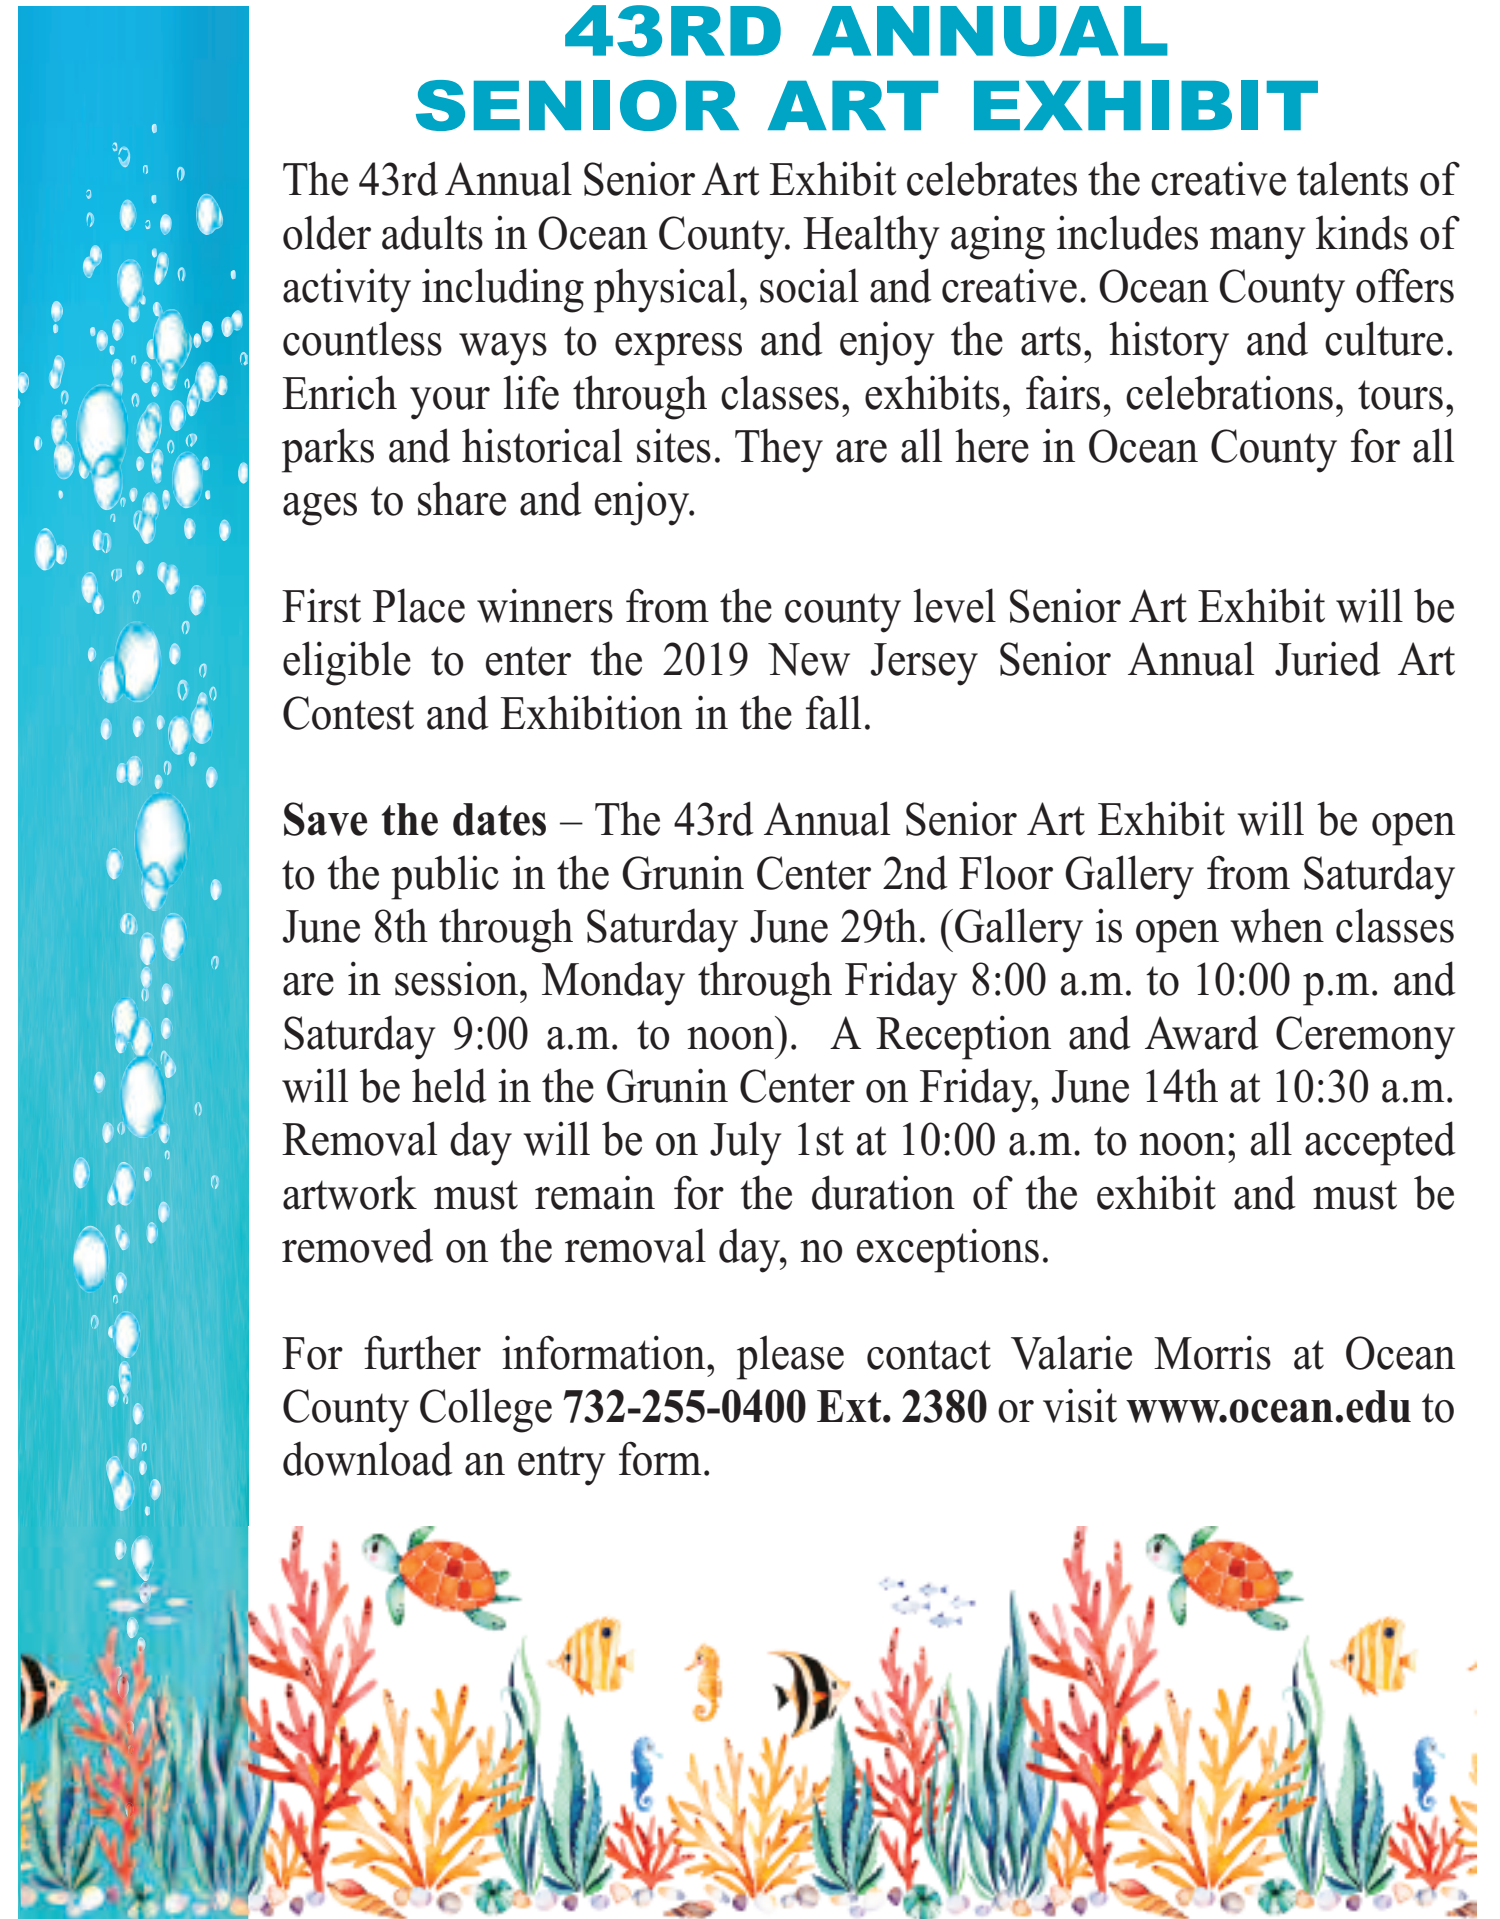 43RD ANNUAL
SENIOR ART EXHIBIT
The 43rd Annual Senior Art Exhibit celebrates the creative talents of
older adults in Ocean County. Healthy aging includes many kinds of
activity including physical, social and creative. Ocean County offers
countless ways to express and enjoy the arts, history and culture.
Enrich your life through classes, exhibits, fairs, celebrations, tours,
parks and historical sites. They are all here in Ocean County for all
ages to share and enjoy.
First Place winners from the county level Senior Art Exhibit will be
eligible to enter the 2019 New Jersey Senior Annual Juried Art
Contest and Exhibition in the fall.
Save the dates – The 43rd Annual Senior Art Exhibit will be open
to the public in the Grunin Center 2nd Floor Gallery from Saturday
June 8th through Saturday June 29th. (Gallery is open when classes
are in session, Monday through Friday 8:00 a.m. to 10:00 p.m. and
Saturday 9:00 a.m. to noon).  A Reception and Award Ceremony
will be held in the Grunin Center on Friday, June 14th at 10:30 a.m.
Removal day will be on July 1st at 10:00 a.m. to noon; all accepted
artwork must remain for the duration of the exhibit and must be
removed on the removal day, no exceptions.
For further information, please contact Valarie Morris at Ocean
County College 732-255-0400 Ext. 2380 or visit www.ocean.edu to
download an entry form.